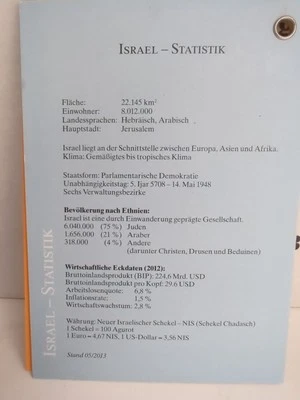 ISRAEL – STATISTIK
Fläche: 22.145 km²
Einwohner: 8.012.000
Landessprachen: Hebräisch, Arabisch
Hauptstadt: Jerusalem
Israel liegt an der Schnittstelle zwischen Europa, Asien und Afrika.
Klima: Gemäßigtes bis tropisches Klima
Staatsform: Parlamentarische Demokratie
Unabhängigkeitstag: 5. Ijar 5708 – 14. Mai 1948
Sechs Verwaltungsbezirke
Bevölkerung nach Ethnien:
Israel ist eine durch Einwanderung geprägte Gesellschaft.
6.040.000 (75 %) Juden
1.656.000 (21 %) Araber
318.000 (4 %) Andere
(darunter Christen, Drusen und Beduinen)
Wirtschaftliche Eckdaten (2012):
Bruttoinlandsprodukt (BIP): 224.6 Mrd. USD
Bruttoinlandsprodukt pro Kopf: 29.6 USD
Arbeitslosenquote: 6,8 %
Inflationsrate: 1,5 %
Wirtschaftswachstum: 2,8 %
Währung: Neuer Israelischer Schekel – NIS (Schekel Chadasch)
1 Schekel = 100 Agurot
1 Euro = 4,67 NIS, 1 US-Dollar = 3,56 NIS
Stand 05/2013
ISRAEL – STATISTIK